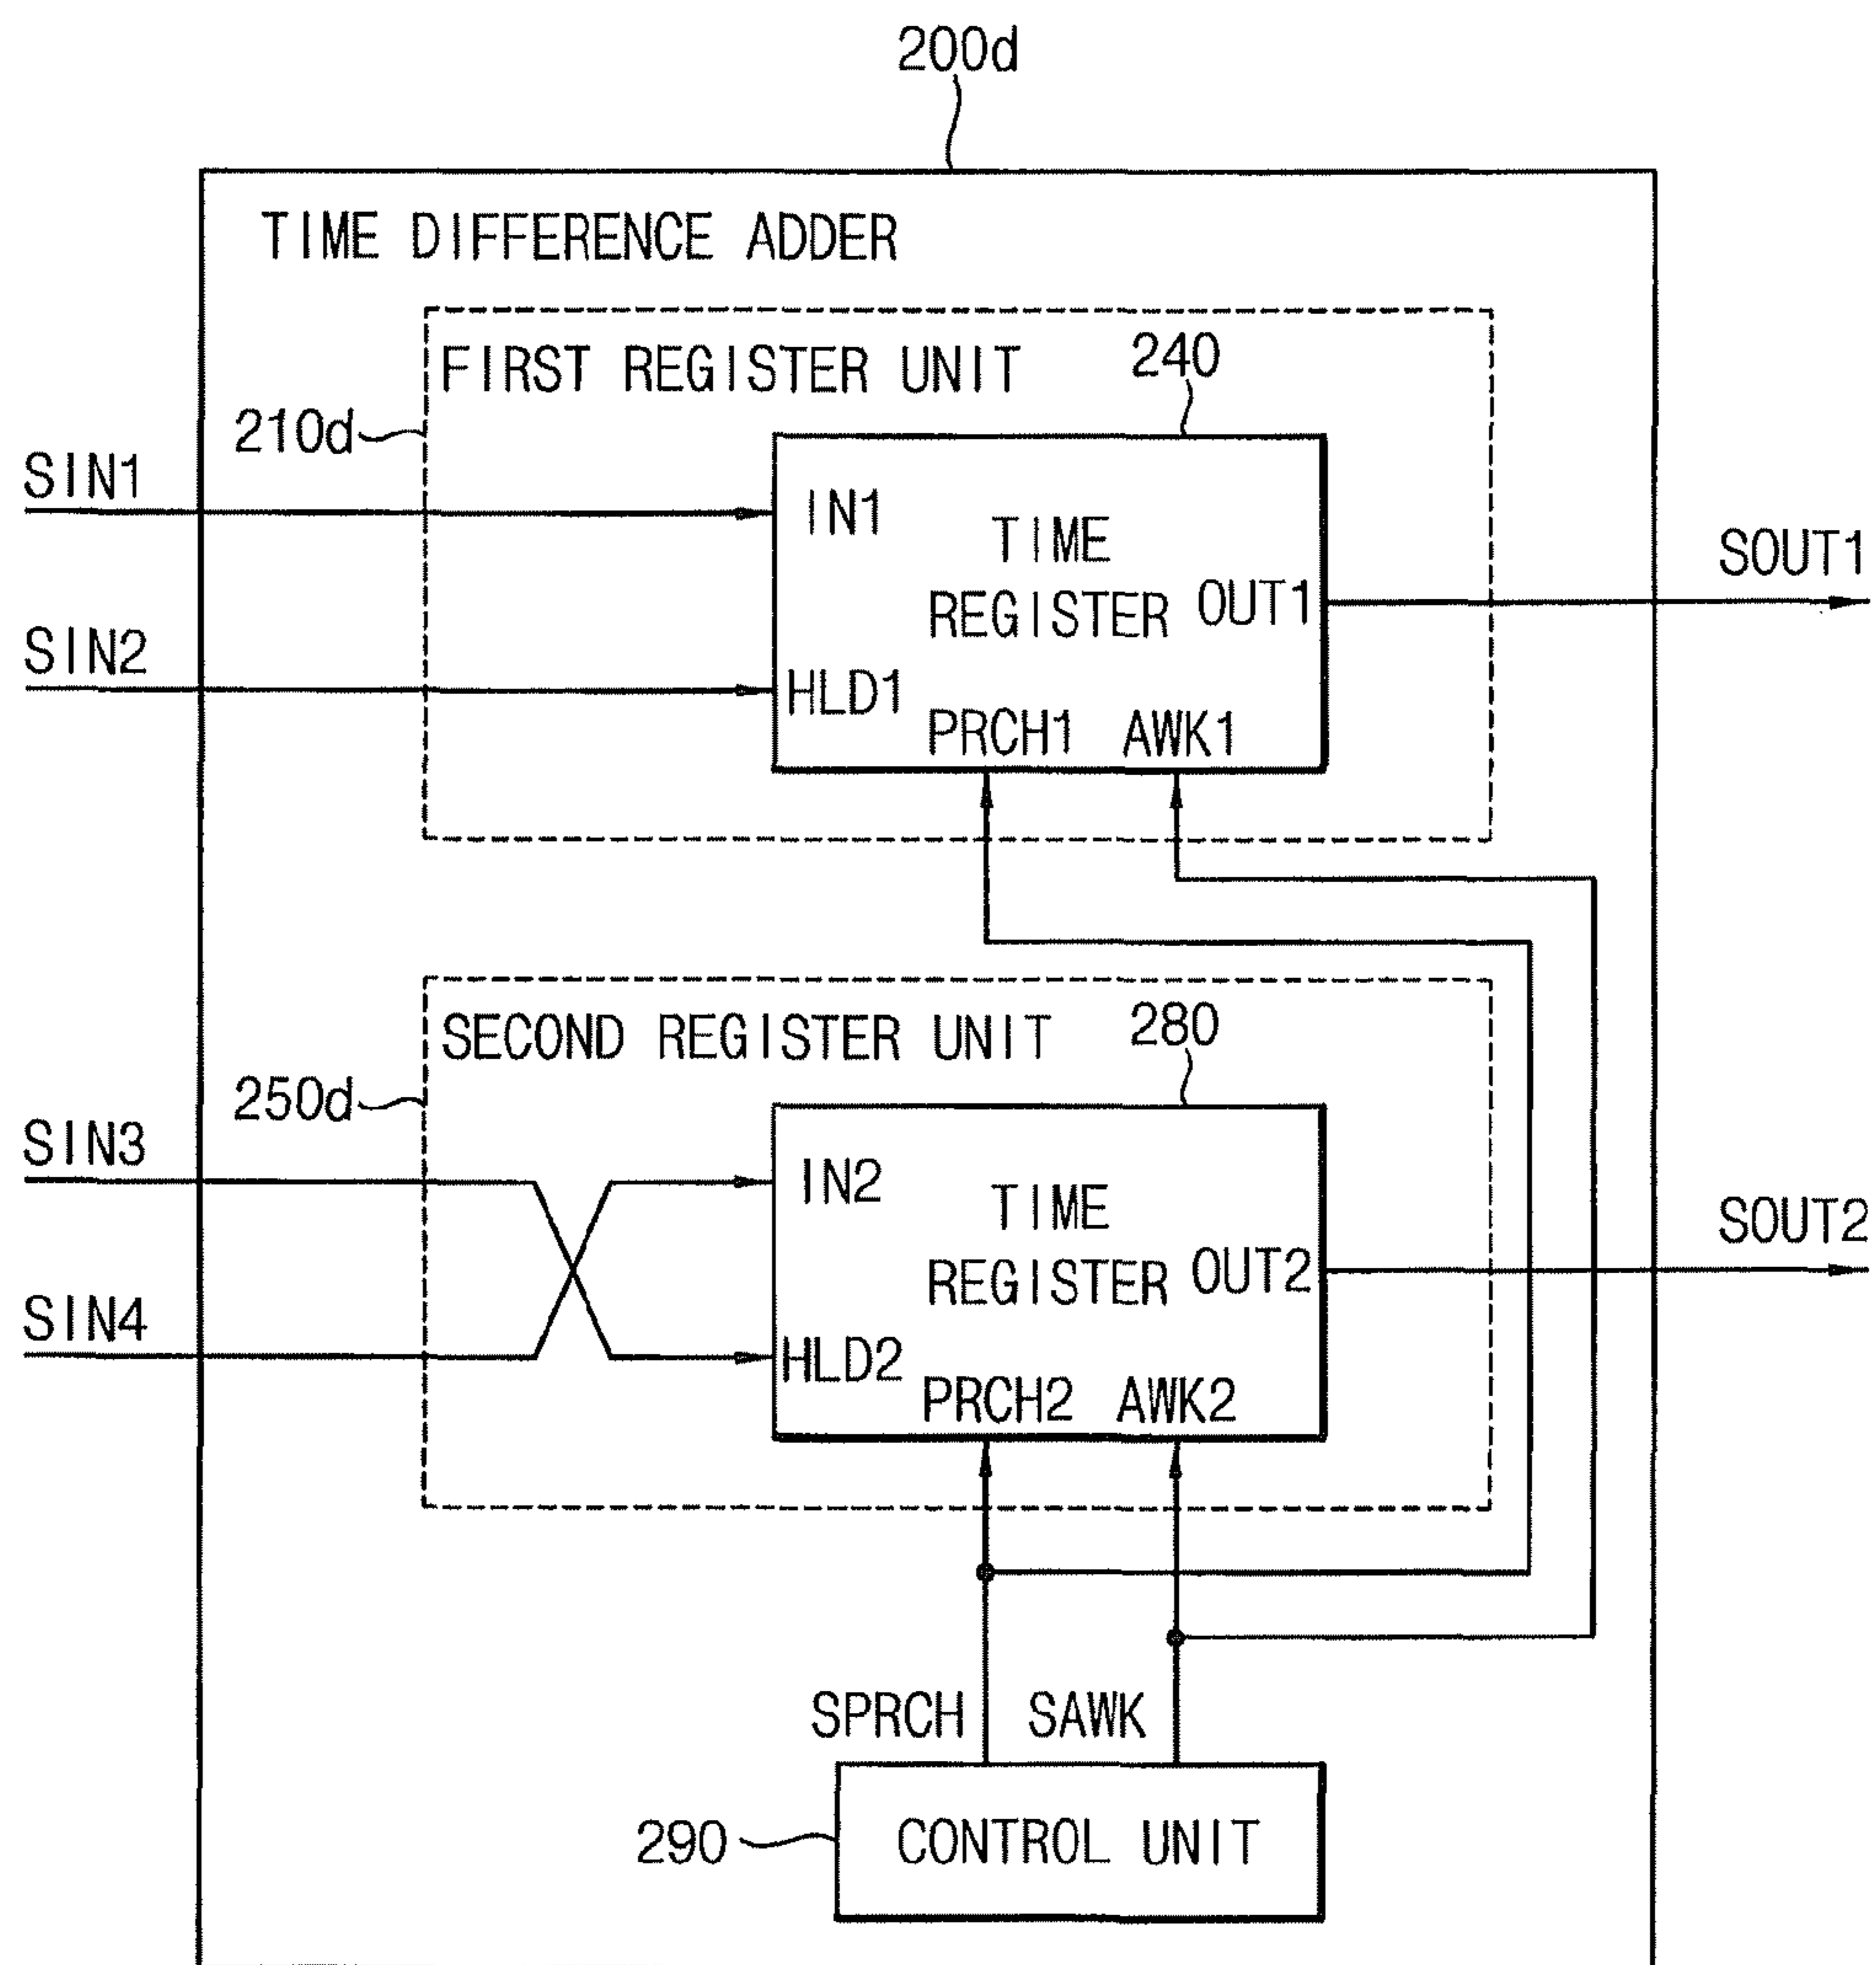 200d
TIME DIFFERENCE ADDER
FIRST REGISTER UNIT
240
210d
SIN1
IN1
TIME
REGISTER
OUT1
SOUT1
SIN2
HLD1
PRCH1
AWK1
SECOND REGISTER UNIT
280
250d
SIN3
IN2
TIME
REGISTER
OUT2
SOUT2
SIN4
HLD2
PRCH2
AWK2
SPRCH
SAWK
290
CONTROL UNIT